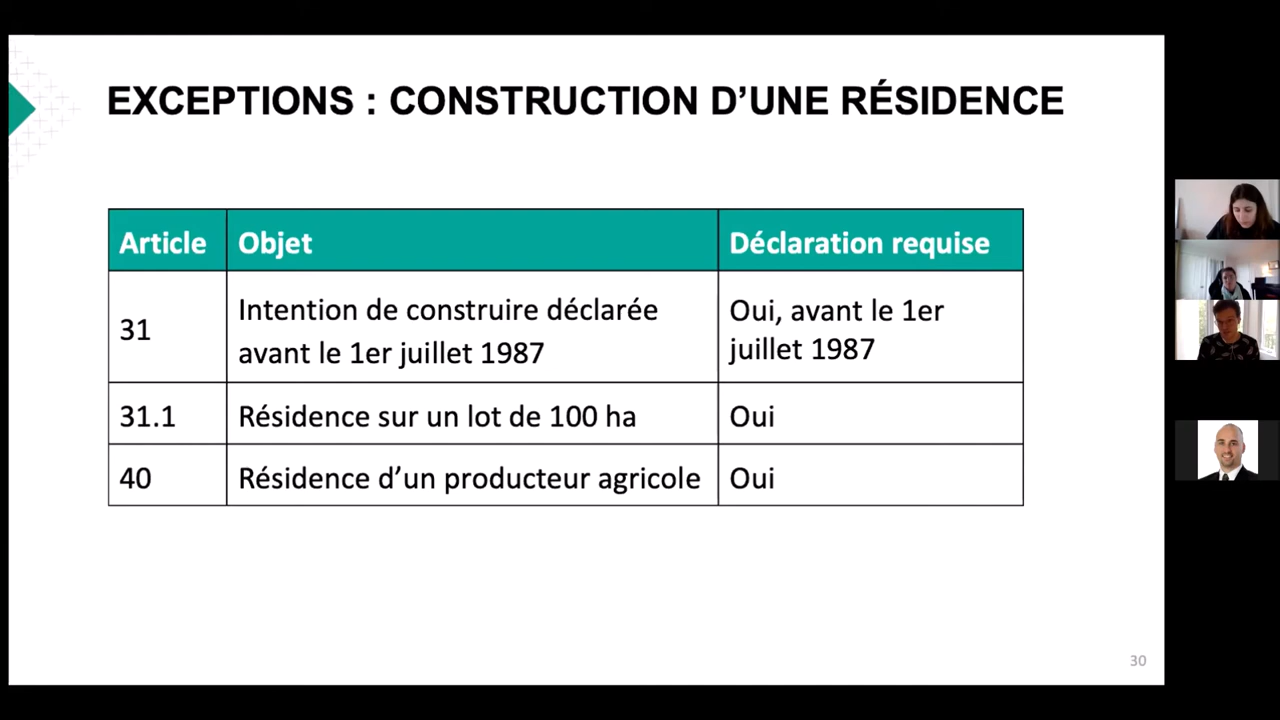 EXCEPTIONS : CONSTRUCTION D’UNE RÉSIDENCE
Article
Objet
Déclaration requise
31
Intention de construire déclarée
avant le 1er juillet 1987
Oui, avant le 1er
juillet 1987
31.1
Résidence sur un lot de 100 ha
Oui
40
Résidence d’un producteur agricole
Oui
30